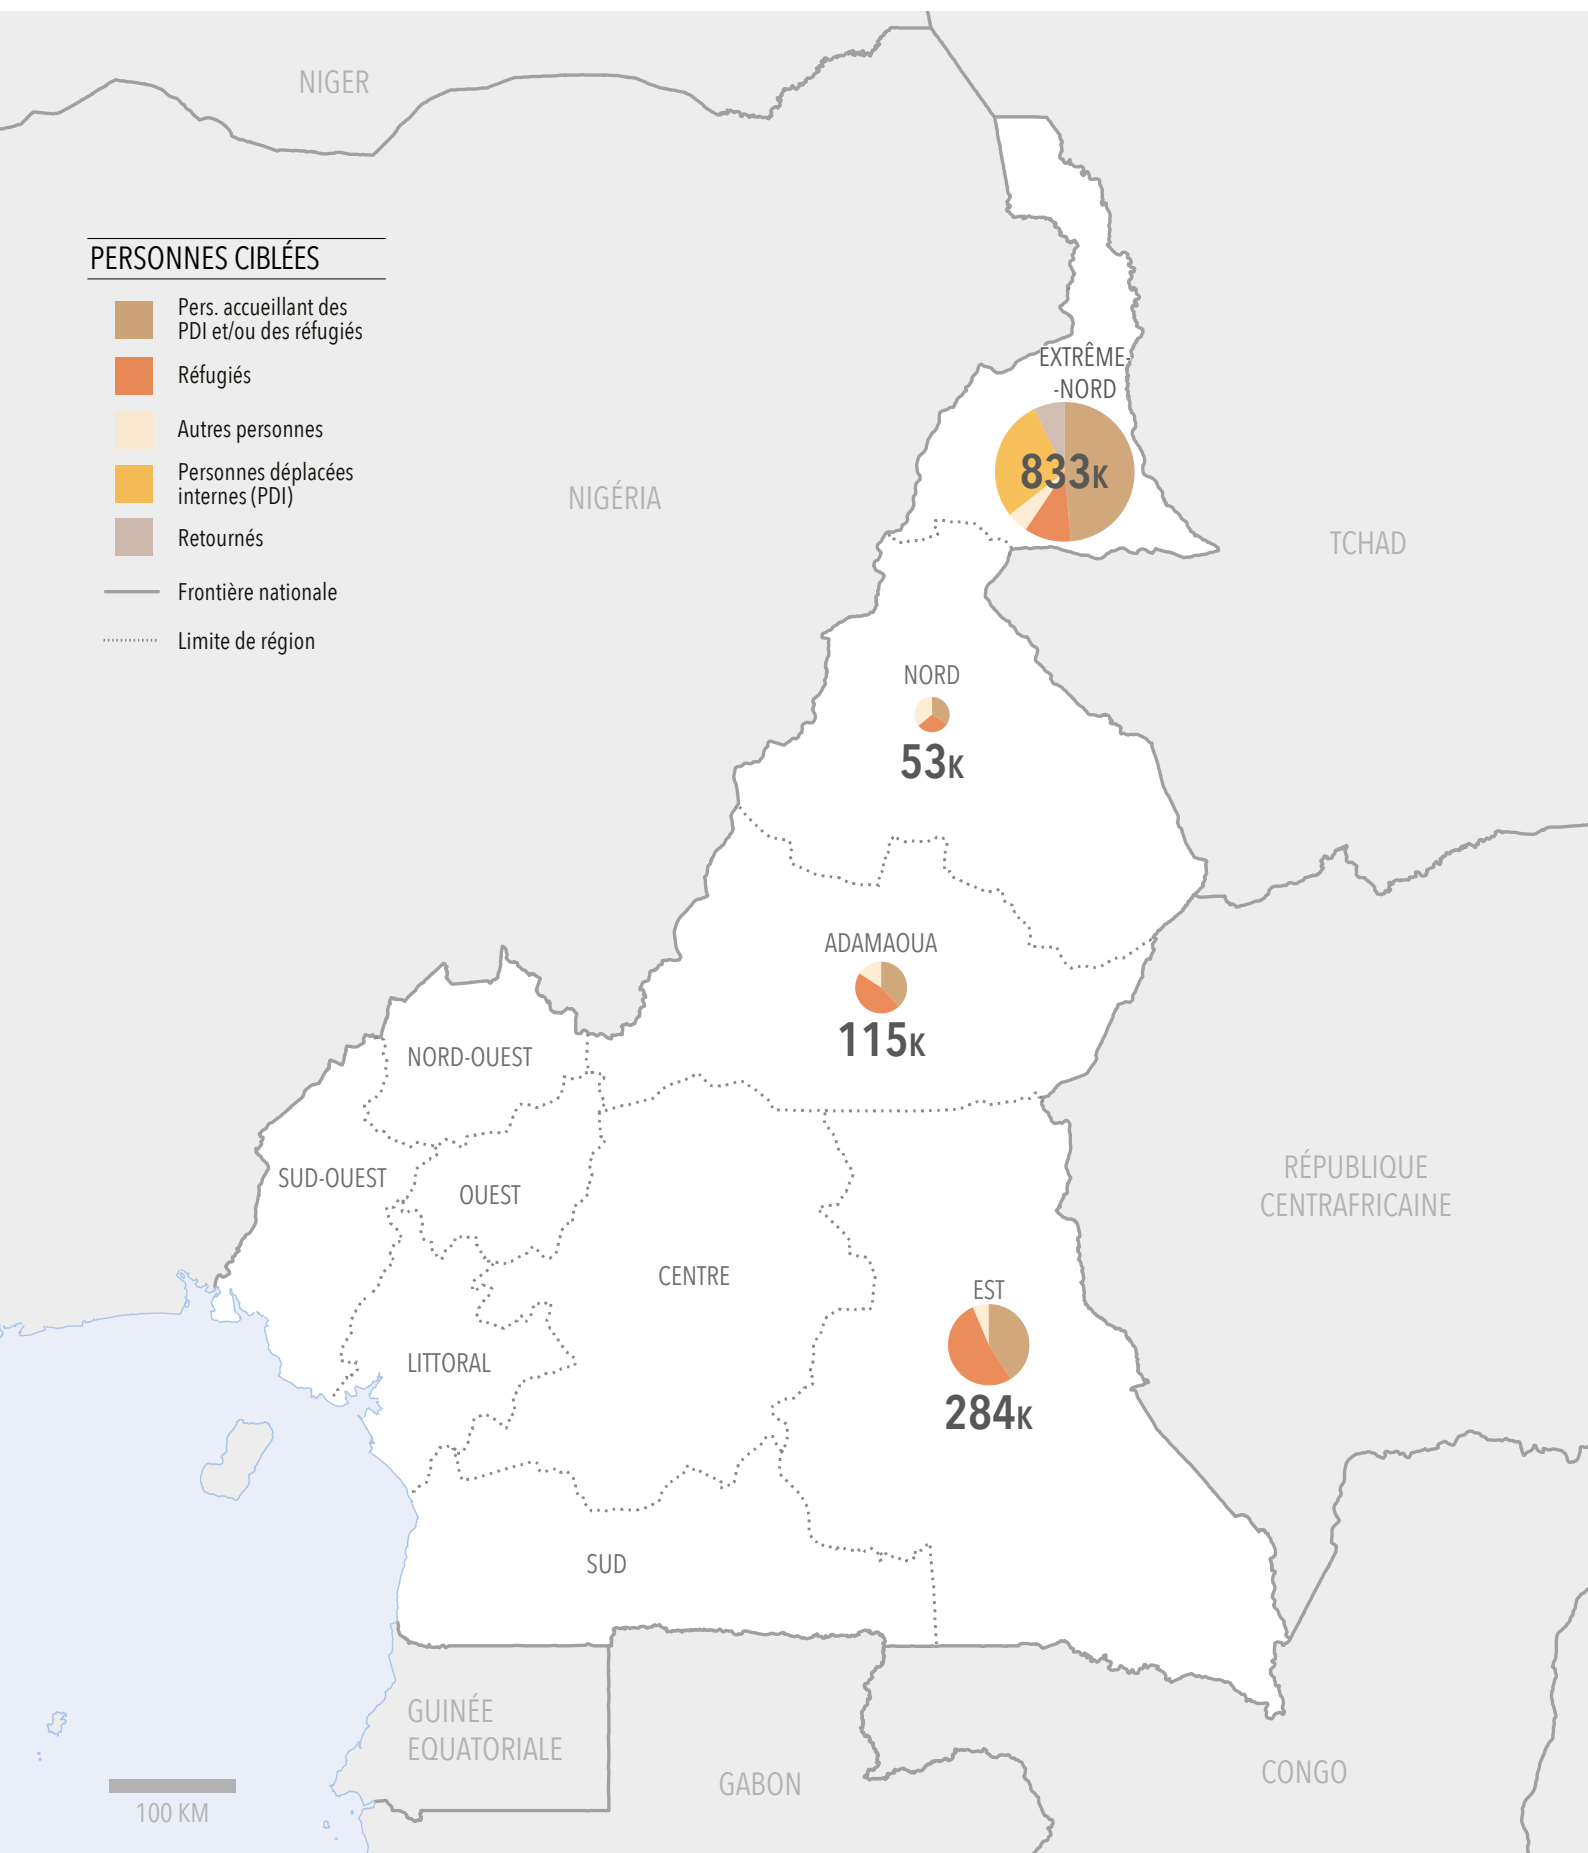 NIGER
PERSONNES CIBLÉES
Pers. accueillant des
PDI et/ou des réfugiés
Réfugiés
Autres personnes
Personnes déplacées
internes (PDI)
Retournés
Frontière nationale
Limite de région
EXTRÊME-
-NORD
833K
NIGÉRIA
TCHAD
NORD
53K
ADAMAOUA
115K
NORD-OUEST
SUD-OUEST
OUEST
RÉPUBLIQUE
CENTRAFRICAINE
CENTRE
EST
LITTORAL
284K
SUD
GUINÉE
EQUATORIALE
GABON
CONGO
100 KM